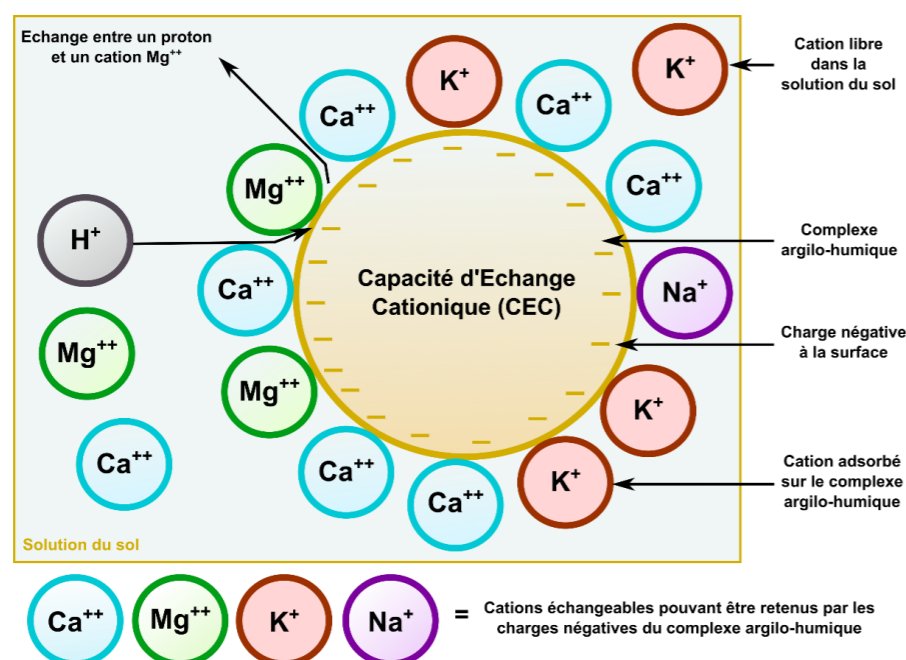 Echange entre un proton
et un cation Mg⁺⁺
Ca⁺⁺
K⁺
Ca⁺⁺
K⁺
Cation libre
dans la
solution du sol
Mg⁺⁺
Ca⁺⁺
H⁺
Complexe
argilo-humique
Ca⁺⁺
Capacité d'Echange
Cationique (CEC)
Na⁺
Mg⁺⁺
Charge négative
à la surface
Mg⁺⁺
K⁺
Ca⁺⁺
Ca⁺⁺
Ca⁺⁺
K⁺
Cation adsorbé
sur le complexe
argilo-humique
Solution du sol
Ca⁺⁺
Mg⁺⁺
K⁺
Na⁺
=
Cations échangeables pouvant être retenus par les
charges négatives du complexe argilo-humique